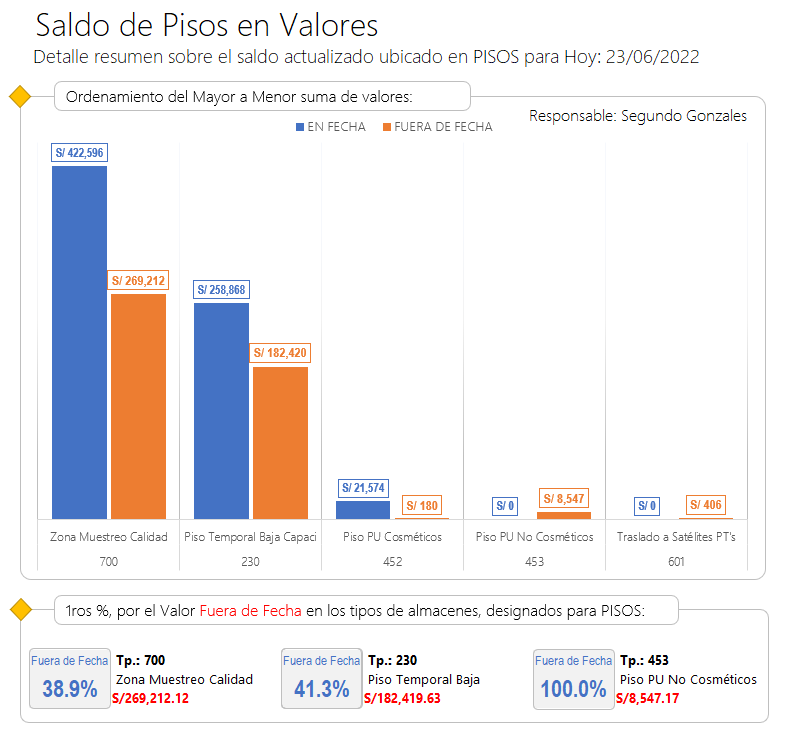 Saldo de Pisos en Valores
Detalle resumen sobre el saldo actualizado ubicado en PISOS para Hoy: 23/06/2022
Ordenamiento del Mayor a Menor suma de valores:
Responsable: Segundo Gonzales
EN FECHA FUERA DE FECHA
S/ 422,596
S/ 269,212
S/ 258,868
S/ 182,420
S/ 21,574
S/ 180
S/ 0
S/ 8,547
S/ 0
S/ 406
Zona Muestreo Calidad Piso Temporal Baja Capaci Piso PU Cosméticos Piso PU No Cosméticos Traslado a Satélites PT's
700 230 452 453 601
1ros %, por el Valor Fuera de Fecha en los tipos de almacenes, designados para PISOS:
Fuera de Fecha
38.9%
Tp.: 700
Zona Muestreo Calidad
S/269,212.12
Fuera de Fecha
41.3%
Tp.: 230
Piso Temporal Baja
S/182,419.63
Fuera de Fecha
100.0%
Tp.: 453
Piso PU No Cosméticos
S/8,547.17